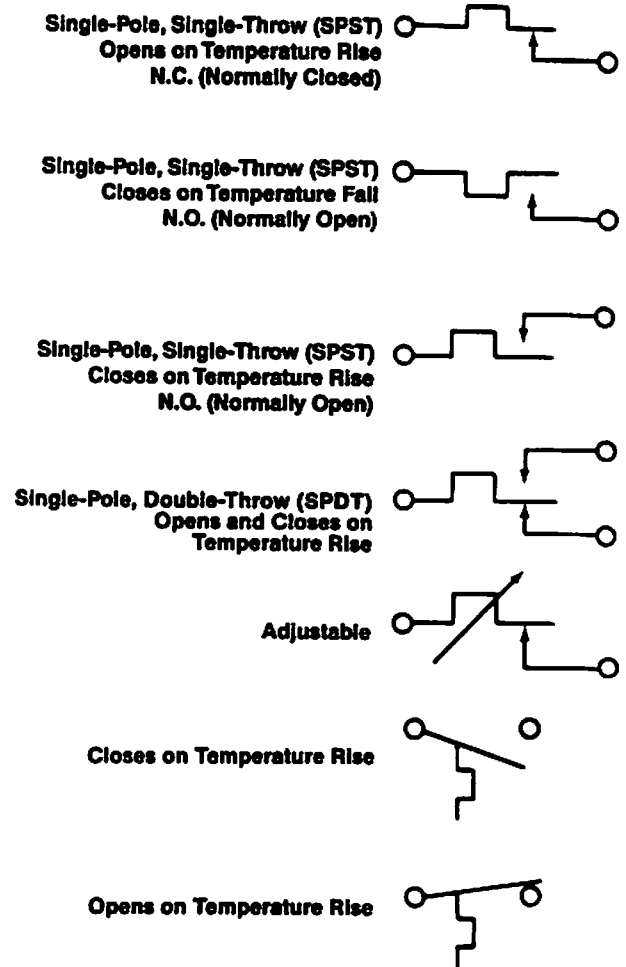 Single-Pole, Single-Throw (SPST)
Opens on Temperature Rise
N.C. (Normally Closed)
Single-Pole, Single-Throw (SPST)
Closes on Temperature Fall
N.O. (Normally Open)
Single-Pole, Single-Throw (SPST)
Closes on Temperature Rise
N.O. (Normally Open)
Single-Pole, Double-Throw (SPDT)
Opens and Closes on
Temperature Rise
Adjustable
Closes on Temperature Rise
Opens on Temperature Rise